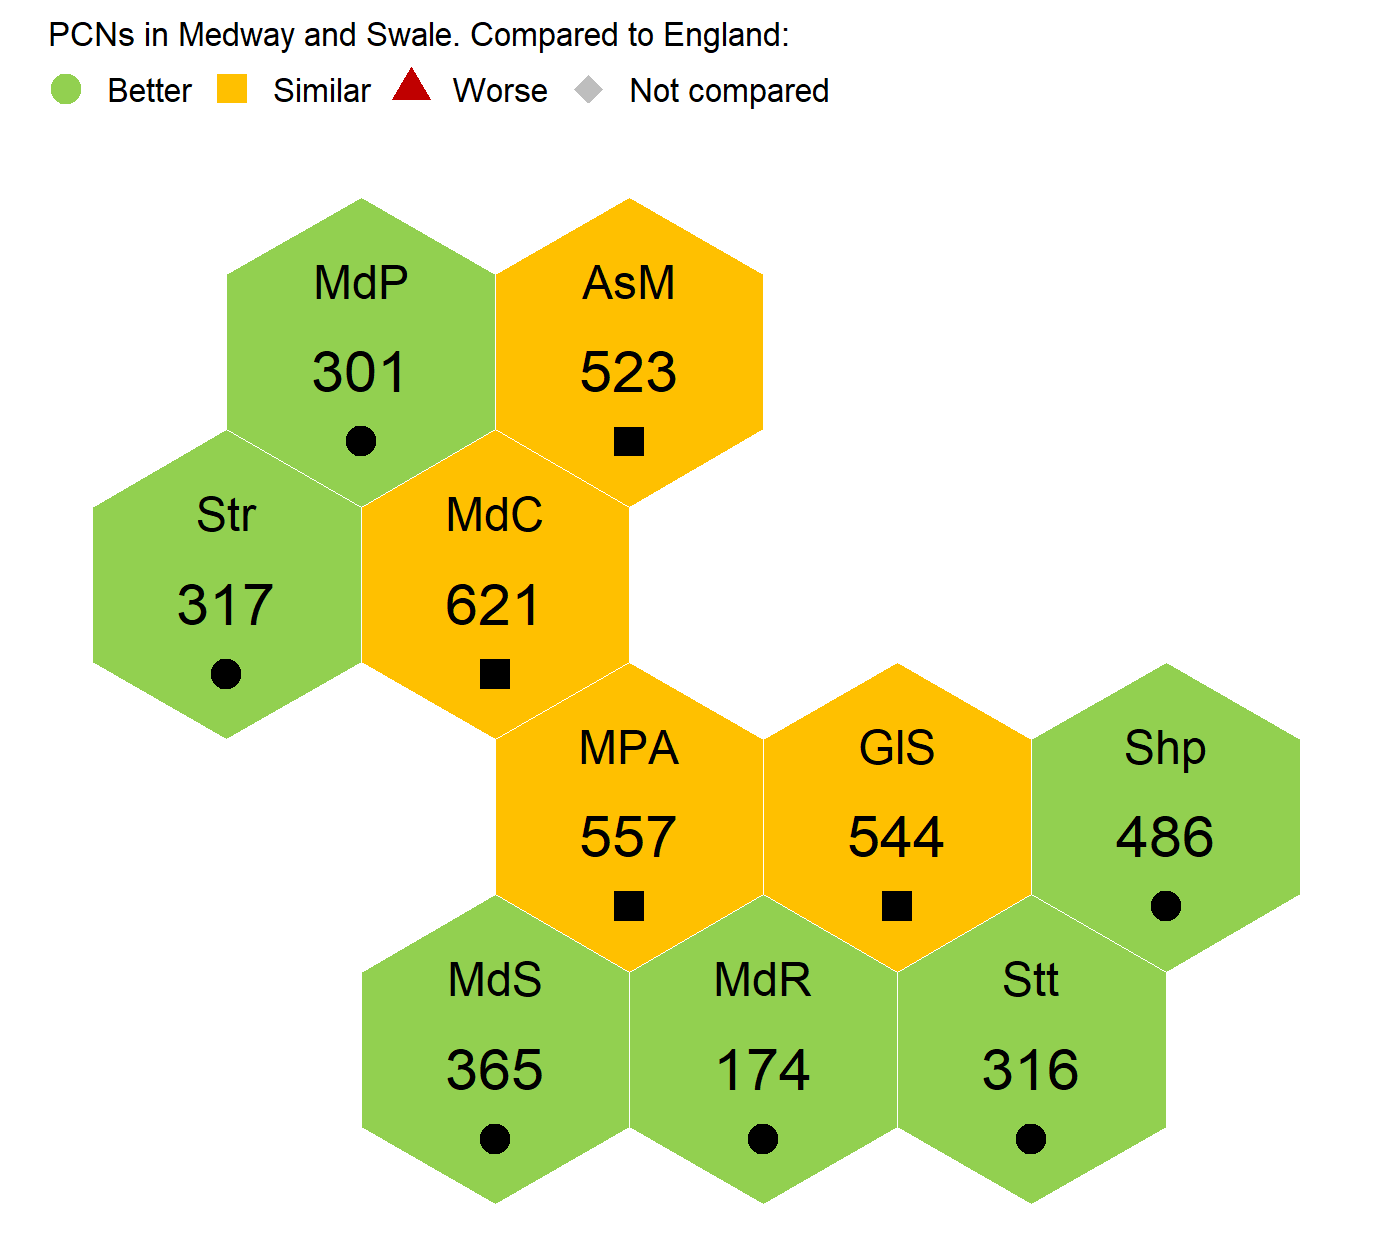 PCNs in Medway and Swale. Compared to England:
Better Similar Worse Not compared
MdP AsM
301 523
Str MdC
317 621
MPA GlS Shp
557 544 486
MdS MdR Stt
365 174 316